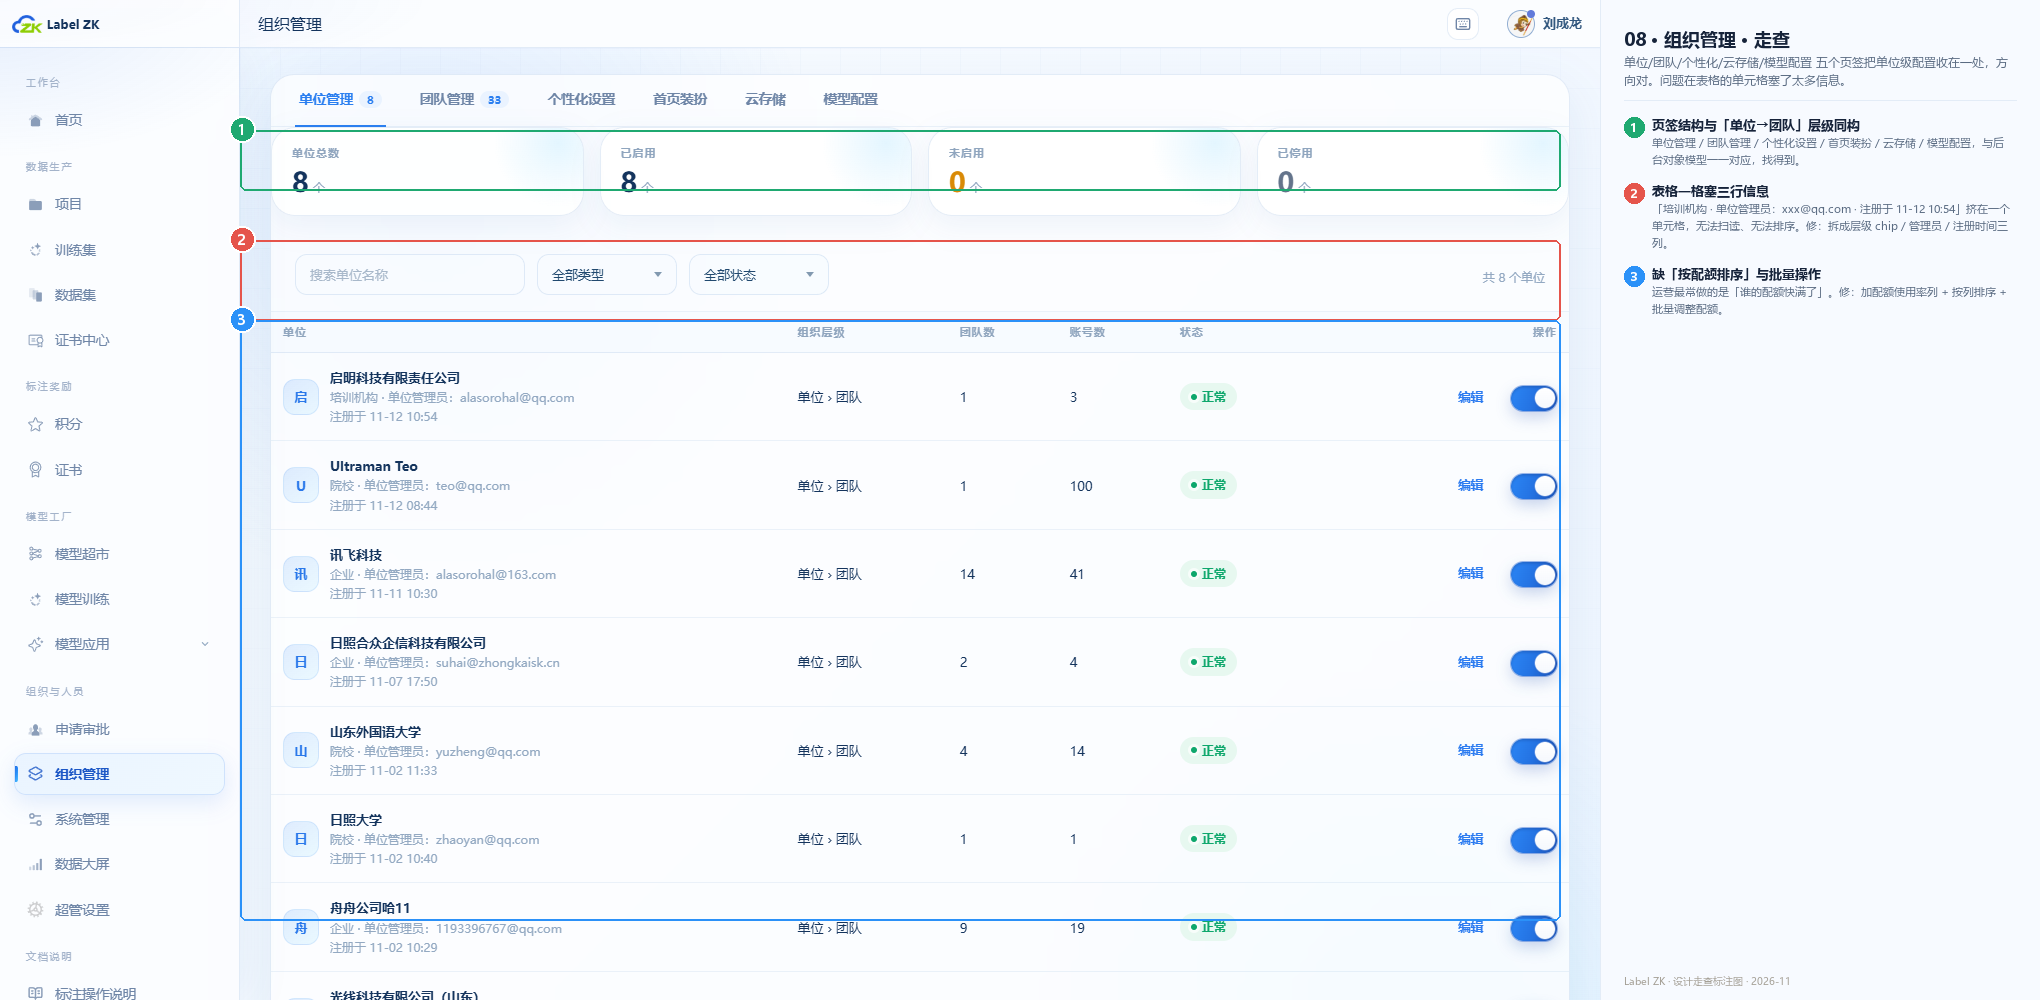 ZK Label ZK
工作台
首页
数据生产
项目
训练集
数据集
证书中心
标注奖励
积分
证书
模型工厂
模型超市
模型训练
模型应用
组织与人员
申请审批
组织管理
系统管理
数据大屏
超管设置
文档说明
标注操作说明
组织管理
刘成龙
单位管理 8 团队管理 33 个性化设置 首页装扮 云存储 模型配置
1
单位总数 已启用 未启用 已停用
8 个 8 个 0 个 0 个
2
搜索单位名称 全部类型 全部状态 共 8 个单位
3
单位 组织层级 团队数 账号数 状态 操作
启明科技有限责任公司
启 培训机构 · 单位管理员：alasorohal@qq.com 单位 › 团队 1 3 正常 编辑
注册于 11-12 10:54
Ultraman Teo
U 院校 · 单位管理员：teo@qq.com 单位 › 团队 1 100 正常 编辑
注册于 11-12 08:44
讯飞科技
讯 企业 · 单位管理员：alasorohal@163.com 单位 › 团队 14 41 正常 编辑
注册于 11-11 10:30
日照合众企信科技有限公司
日 企业 · 单位管理员：suhai@zhongkaisk.cn 单位 › 团队 2 4 正常 编辑
注册于 11-07 17:50
山东外国语大学
山 院校 · 单位管理员：yuzheng@qq.com 单位 › 团队 4 14 正常 编辑
注册于 11-02 11:33
日照大学
日 院校 · 单位管理员：zhaoyan@qq.com 单位 › 团队 1 1 正常 编辑
注册于 11-02 10:40
舟舟公司哈11
舟 企业 · 单位管理员：1193396767@qq.com 单位 › 团队 9 19 正常 编辑
注册于 11-02 10:29
光线科技有限公司（山东）
08 · 组织管理 · 走查
单位/团队/个性化/云存储/模型配置 五个页签把单位级配置收在一处，方
向对。问题在表格的单元格塞了太多信息。
1 页签结构与「单位→团队」层级同构
单位管理 / 团队管理 / 个性化设置 / 首页装扮 / 云存储 / 模型配置，与后
台对象模型一一对应，找得到。
2 表格一格塞三行信息
「培训机构 · 单位管理员：xxx@qq.com · 注册于 11-12 10:54」挤在一个
单元格，无法扫读、无法排序。修：拆成层级 chip / 管理员 / 注册时间三
列。
3 缺「按配额排序」与批量操作
运营最常做的是「谁的配额快满了」。修：加配额使用率列 + 按列排序 +
批量调整配额。
Label ZK · 设计走查标注图 · 2026-11